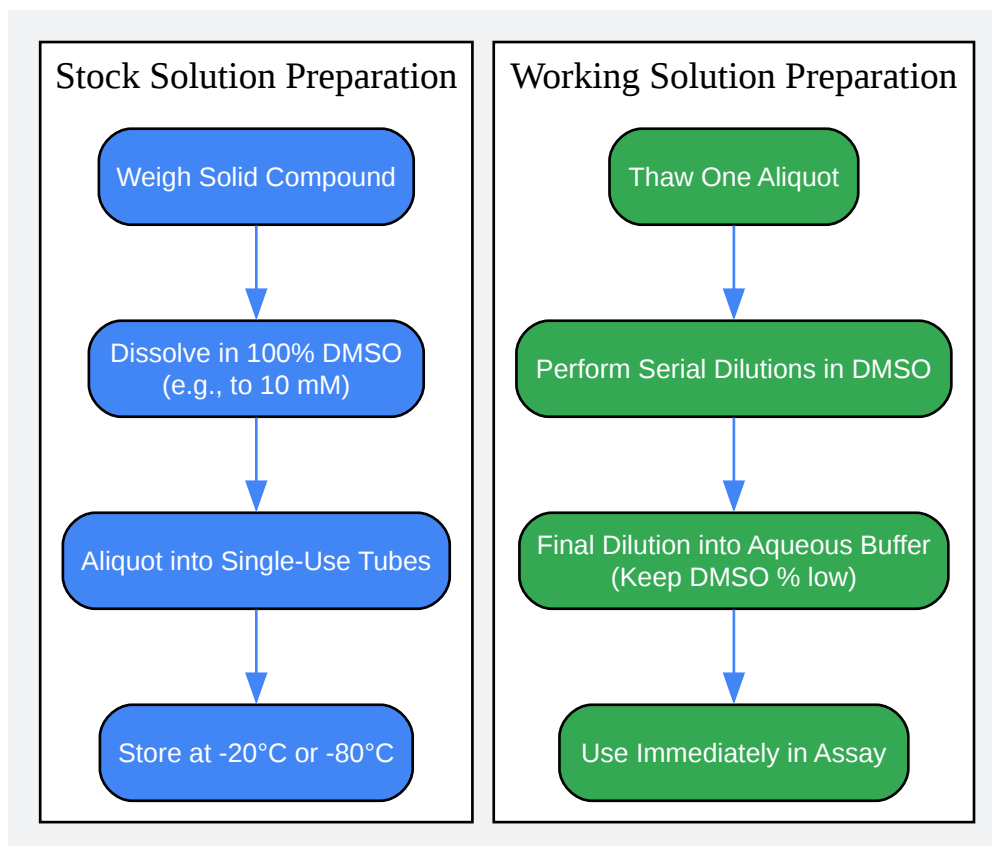 Stock Solution Preparation
Weigh Solid Compound
Dissolve in 100% DMSO
(e.g., to 10 mM)
Aliquot into Single-Use Tubes
Store at -20°C or -80°C
Working Solution Preparation
Thaw One Aliquot
Perform Serial Dilutions in DMSO
Final Dilution into Aqueous Buffer
(Keep DMSO % low)
Use Immediately in Assay